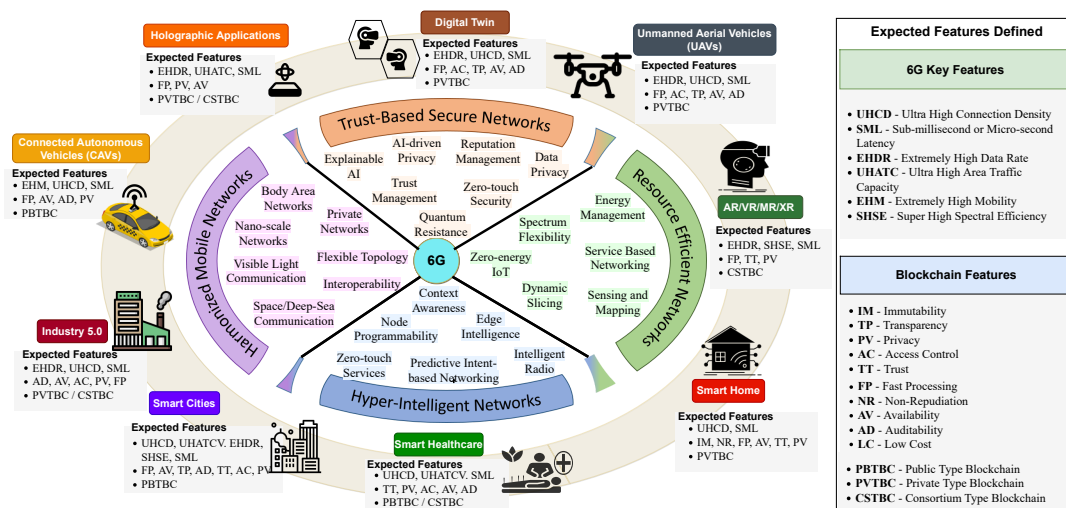 Holographic Applications
Expected Features
• EHDR, UHATC, SML
• FP, PV, AV
• PVTBC / CSTBC
Digital Twin
Expected Features
• EHDR, UHCD, SML
• FP, AC, TP, AV, AD
• PVTBC
Unmanned Aerial Vehicles
(UAVs)
Expected Features
• EHDR, UHCD, SML
• FP, AC, TP, AV, AD
• PVTBC
Connected Autonomous
Vehicles (CAVs)
Expected Features
• EHM, UHCD, SML
• FP, AV, AD, PV
• PBTBC
AR/VR/MR/XR
Expected Features
• EHDR, SHSE, SML
• FP, TT, PV
• CSTBC
Industry 5.0
Expected Features
• EHDR, UHCD, SML
• AD, AV, AC, PV, FP
• PVTBC / CSTBC
Smart Home
Expected Features
• UHCD, SML
• IM, NR, FP, AV, TT, PV
• PVTBC
Smart Cities
Expected Features
• UHCD, UHATCV. EHDR,
SHSE, SML
• FP, AV, TP, AD, TT, AC, PV
• PBTBC
Smart Healthcare
Expected Features
• UHCD, UHATCV. SML
• TT, PV, AC, AV, AD
• PBTBC / CSTBC
Trust-Based Secure Networks
Explainable
AI
AI-driven
Privacy
Reputation
Management
Data
Privacy
Trust
Management
Zero-touch
Security
Quantum
Resistance
Harmonized Mobile Networks
Body Area
Networks
Private
Networks
Nano-scale
Networks
Flexible Topology
Visible Light
Communication
Interoperability
Space/Deep-Sea
Communication
6G
Resource Efficient Networks
Energy
Management
Spectrum
Flexibility
Service Based
Networking
Zero-energy
IoT
Dynamic
Slicing
Sensing and
Mapping
Hyper-Intelligent Networks
Context
Awareness
Node
Programmability
Edge
Intelligence
Zero-touch
Services
Predictive Intent-
based Networking
Intelligent
Radio
Expected Features Defined
6G Key Features
• UHCD - Ultra High Connection Density
• SML - Sub-millisecond or Micro-second
Latency
• EHDR - Extremely High Data Rate
• UHATC - Ultra High Area Traffic
Capacity
• EHM - Extremely High Mobility
• SHSE - Super High Spectral Efficiency
Blockchain Features
• IM - Immutability
• TP - Transparency
• PV - Privacy
• AC - Access Control
• TT - Trust
• FP - Fast Processing
• NR - Non-Repudiation
• AV - Availability
• AD - Auditability
• LC - Low Cost
• PBTBC - Public Type Blockchain
• PVTBC - Private Type Blockchain
• CSTBC - Consortium Type Blockchain